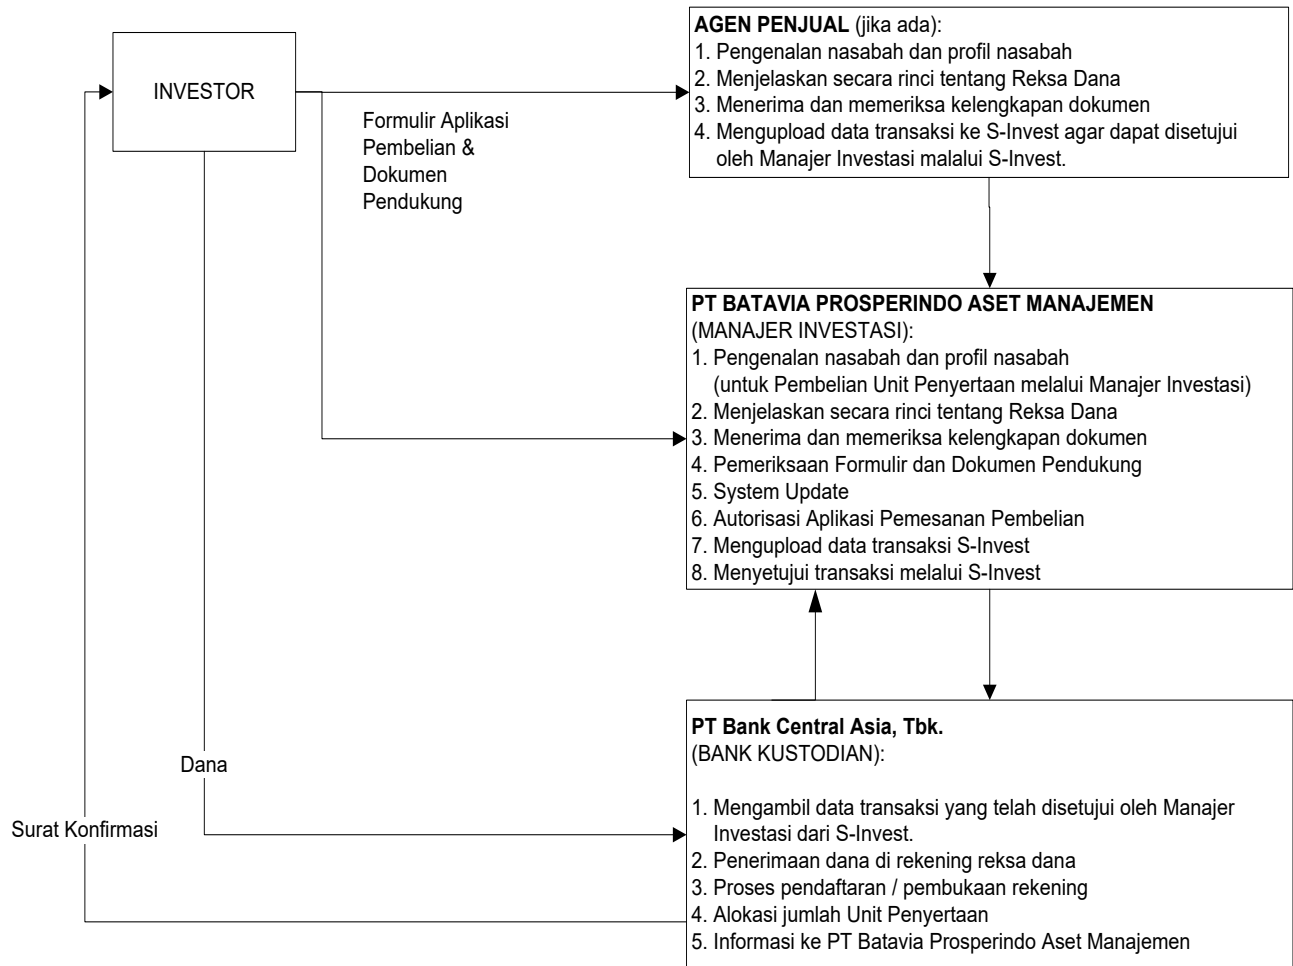 INVESTOR
Formulir Aplikasi
Pembelian &
Dokumen
Pendukung
AGEN PENJUAL (jika ada):
1. Pengenalan nasabah dan profil nasabah
2. Menjelaskan secara rinci tentang Reksa Dana
3. Menerima dan memeriksa kelengkapan dokumen
4. Mengupload data transaksi ke S-Invest agar dapat disetujui
oleh Manajer Investasi malalui S-Invest.
PT BATAVIA PROSPERINDO ASET MANAJEMEN
(MANAJER INVESTASI):
1. Pengenalan nasabah dan profil nasabah
(untuk Pembelian Unit Penyertaan melalui Manajer Investasi)
2. Menjelaskan secara rinci tentang Reksa Dana
3. Menerima dan memeriksa kelengkapan dokumen
4. Pemeriksaan Formulir dan Dokumen Pendukung
5. System Update
6. Autorisasi Aplikasi Pemesanan Pembelian
7. Mengupload data transaksi S-Invest
8. Menyetujui transaksi melalui S-Invest
Dana
Surat Konfirmasi
PT Bank Central Asia, Tbk.
(BANK KUSTODIAN):
1. Mengambil data transaksi yang telah disetujui oleh Manajer
Investasi dari S-Invest.
2. Penerimaan dana di rekening reksa dana
3. Proses pendaftaran / pembukaan rekening
4. Alokasi jumlah Unit Penyertaan
5. Informasi ke PT Batavia Prosperindo Aset Manajemen